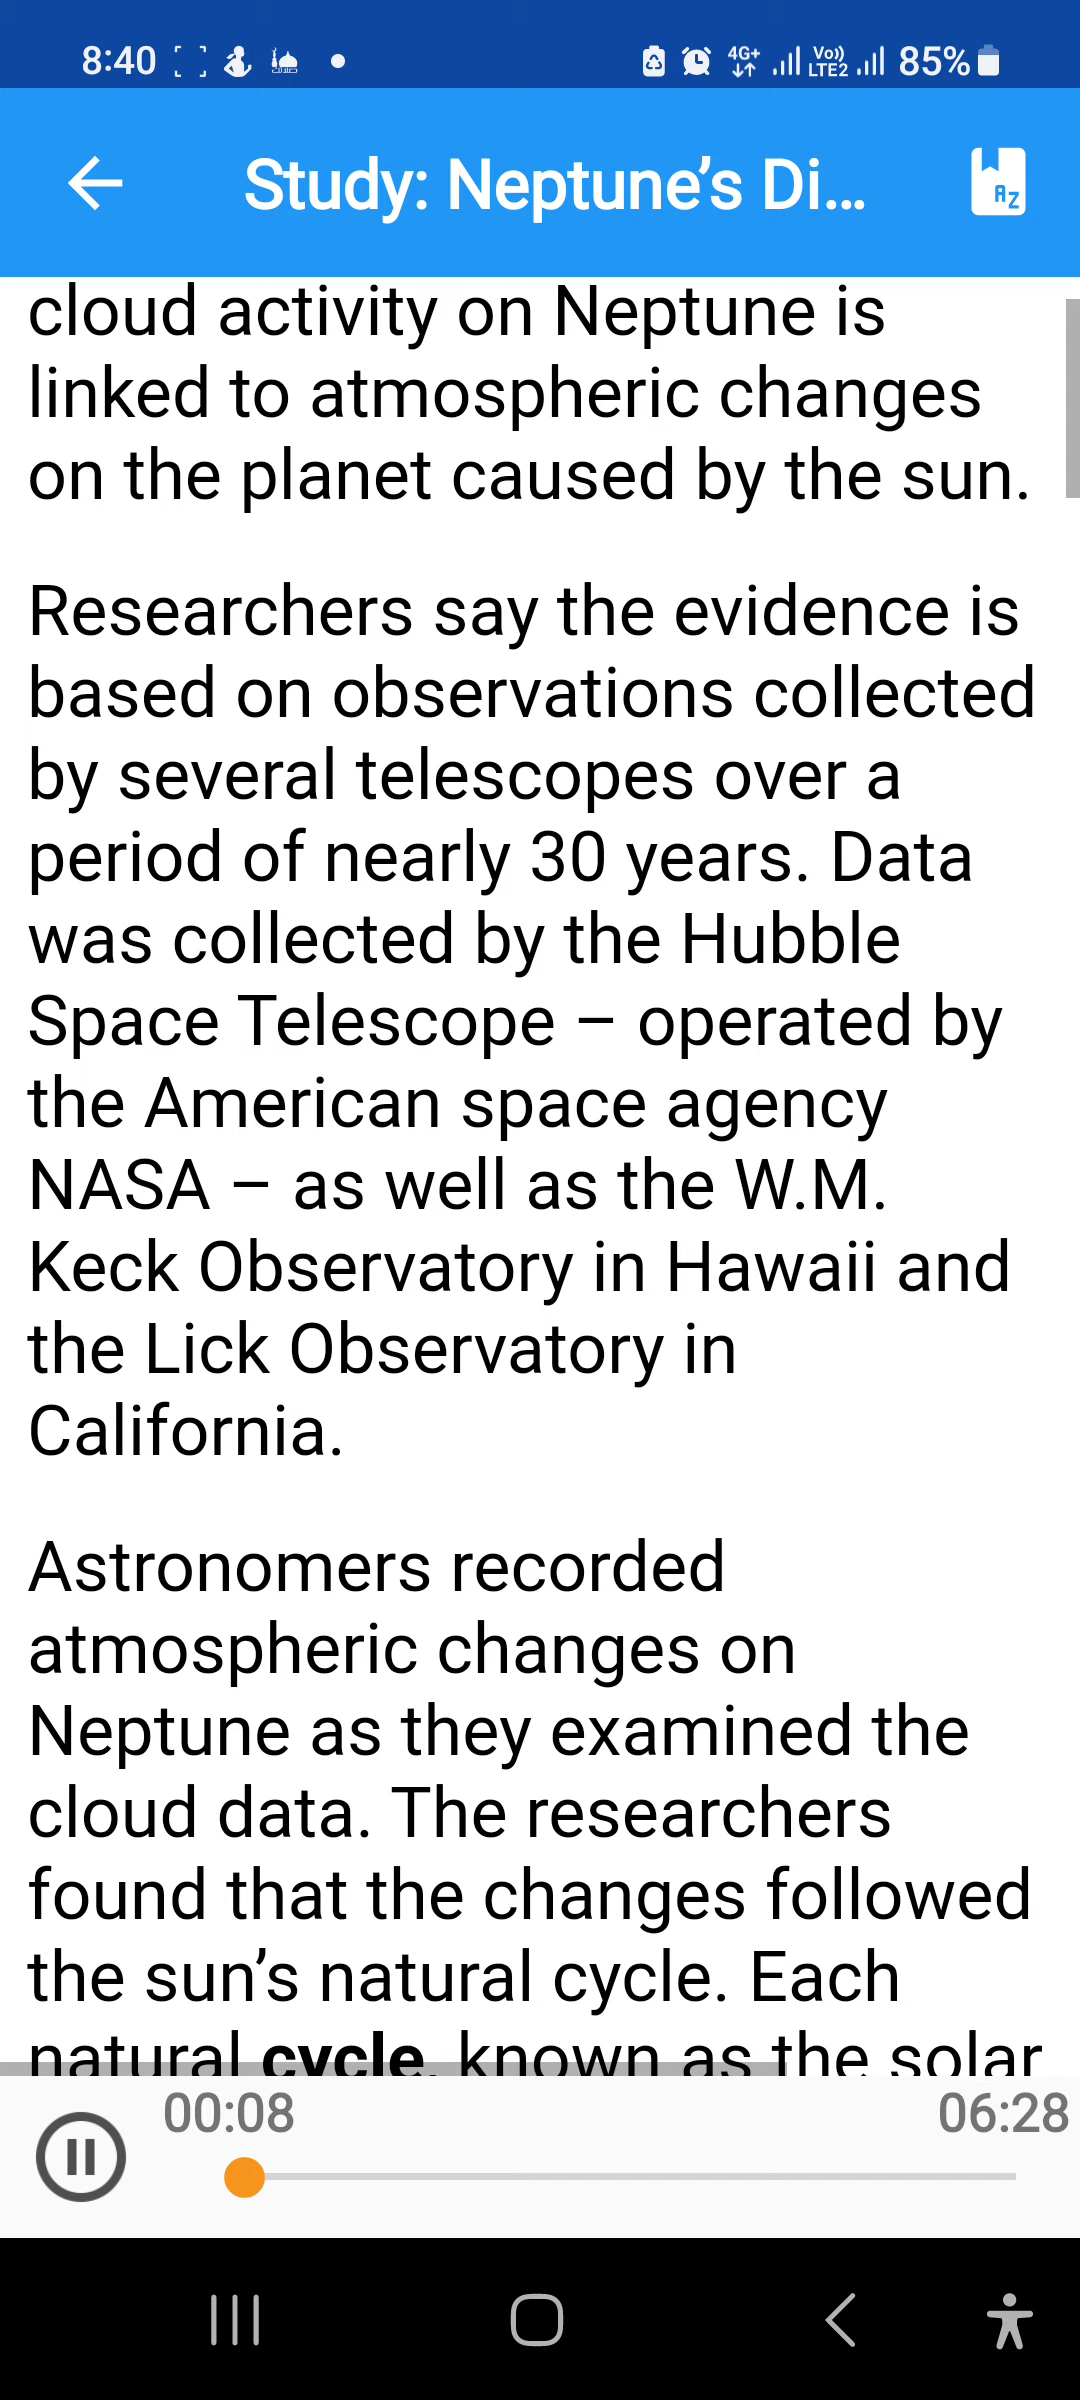 8:40
4G+
Vo))
LTE2
85%
Study: Neptune’s Di...
AZ
cloud activity on Neptune is
linked to atmospheric changes
on the planet caused by the sun.
Researchers say the evidence is
based on observations collected
by several telescopes over a
period of nearly 30 years. Data
was collected by the Hubble
Space Telescope – operated by
the American space agency
NASA – as well as the W.M.
Keck Observatory in Hawaii and
the Lick Observatory in
California.
Astronomers recorded
atmospheric changes on
Neptune as they examined the
cloud data. The researchers
found that the changes followed
the sun’s natural cycle. Each
natural cycle, known as the solar
00:08
06:28